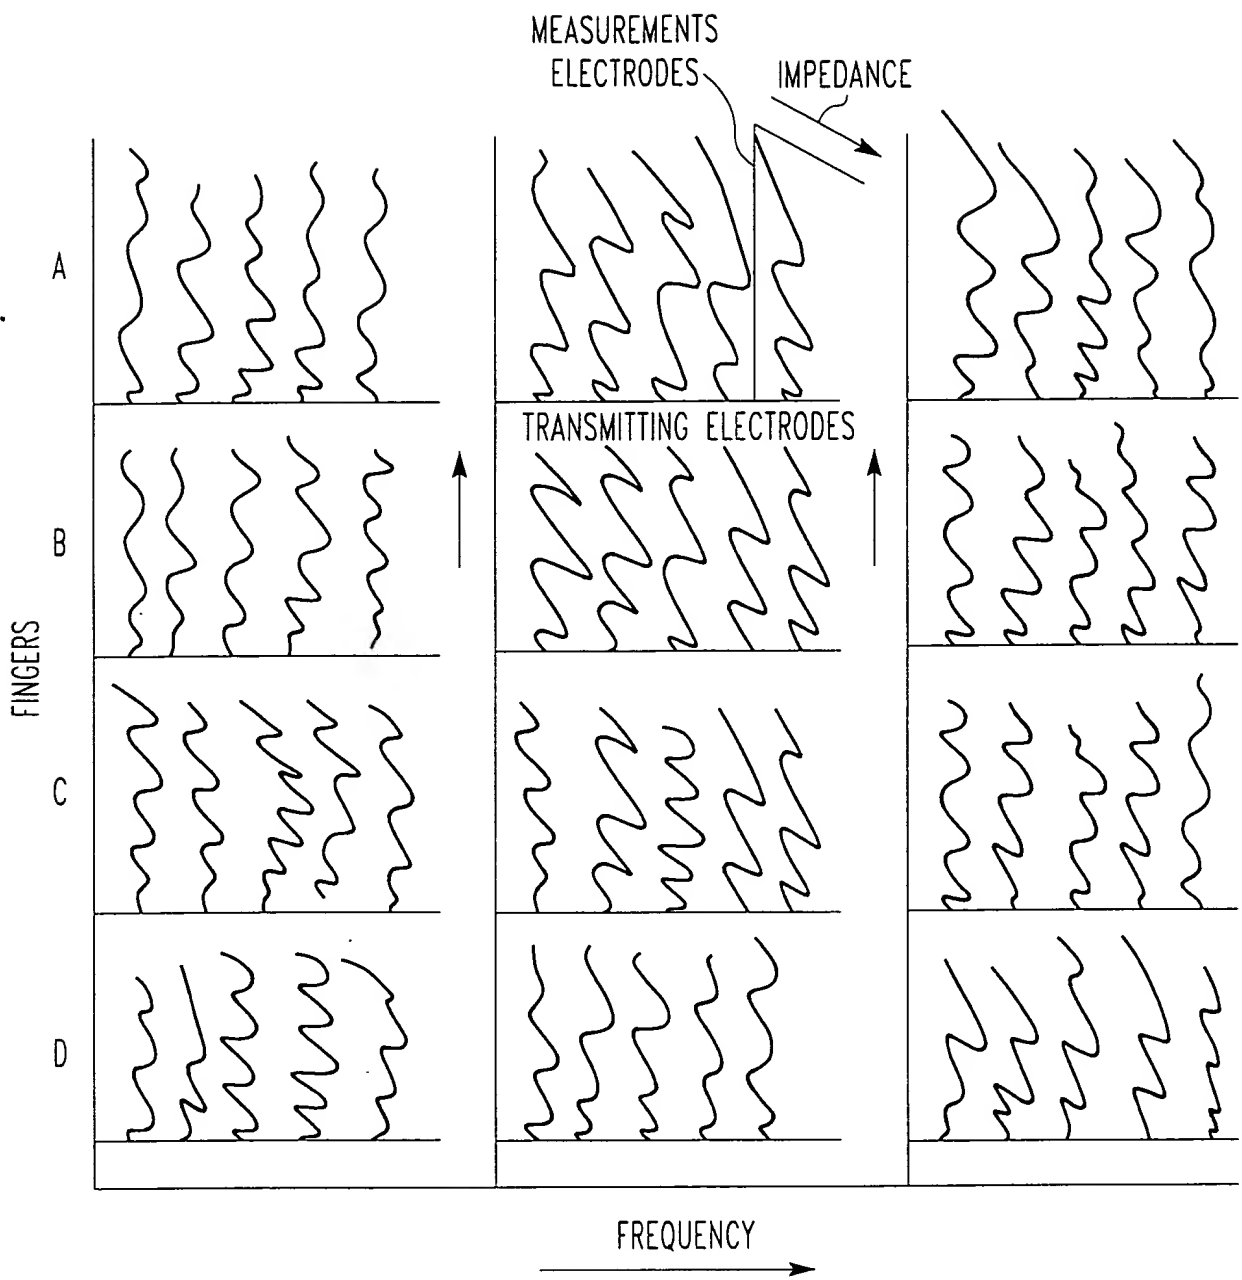 MEASUREMENTS
ELECTRODES
IMPEDANCE
A
TRANSMITTING ELECTRODES
B
FINGERS
C
D
FREQUENCY